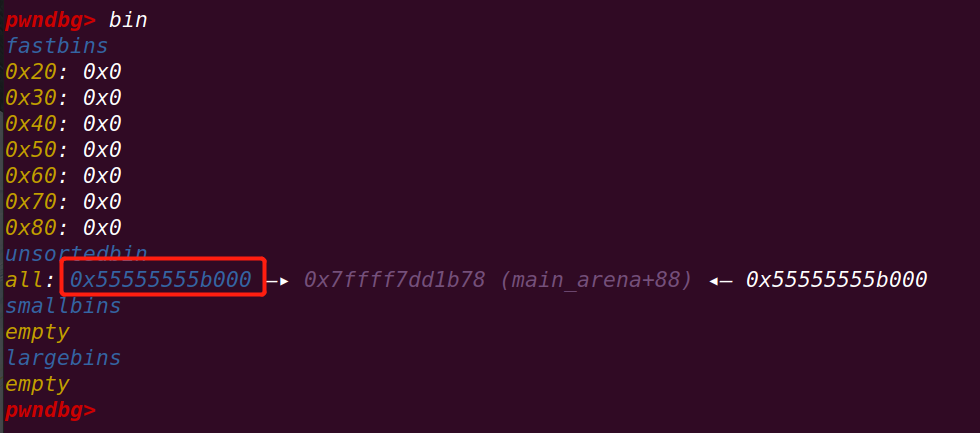 pwndbg> bin
fastbins
0x20: 0x0
0x30: 0x0
0x40: 0x0
0x50: 0x0
0x60: 0x0
0x70: 0x0
0x80: 0x0
unsortedbin
all: 0x55555555b000 —▸ 0x7ffff7dd1b78 (main_arena+88) ◂— 0x55555555b000
smallbins
empty
largebins
empty
pwndbg>